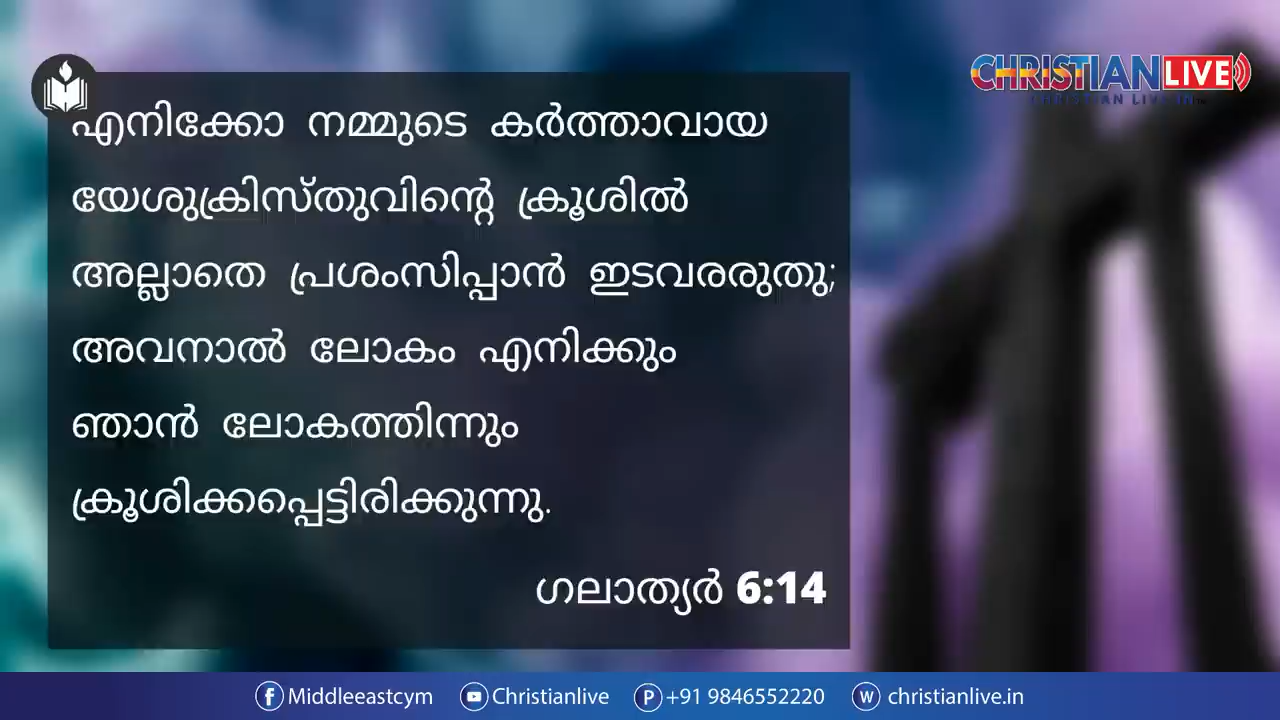 CHRISTIAN LIVE
എനിക്കോ നമ്മുടെ കർത്താവായ
യേശുക്രിസ്തുവിന്റെ ക്രൂശിൽ
അല്ലാതെ പ്രശംസിപ്പാൻ ഇടവരരുതു;
അവനാൽ ലോകം എനിക്കും
ഞാൻ ലോകത്തിന്നും
ക്രൂശിക്കപ്പെട്ടിരിക്കുന്നു.
ഗലാത്യർ 6:14
Middleeastcym Christianlive +91 9846552220 christianlive.in